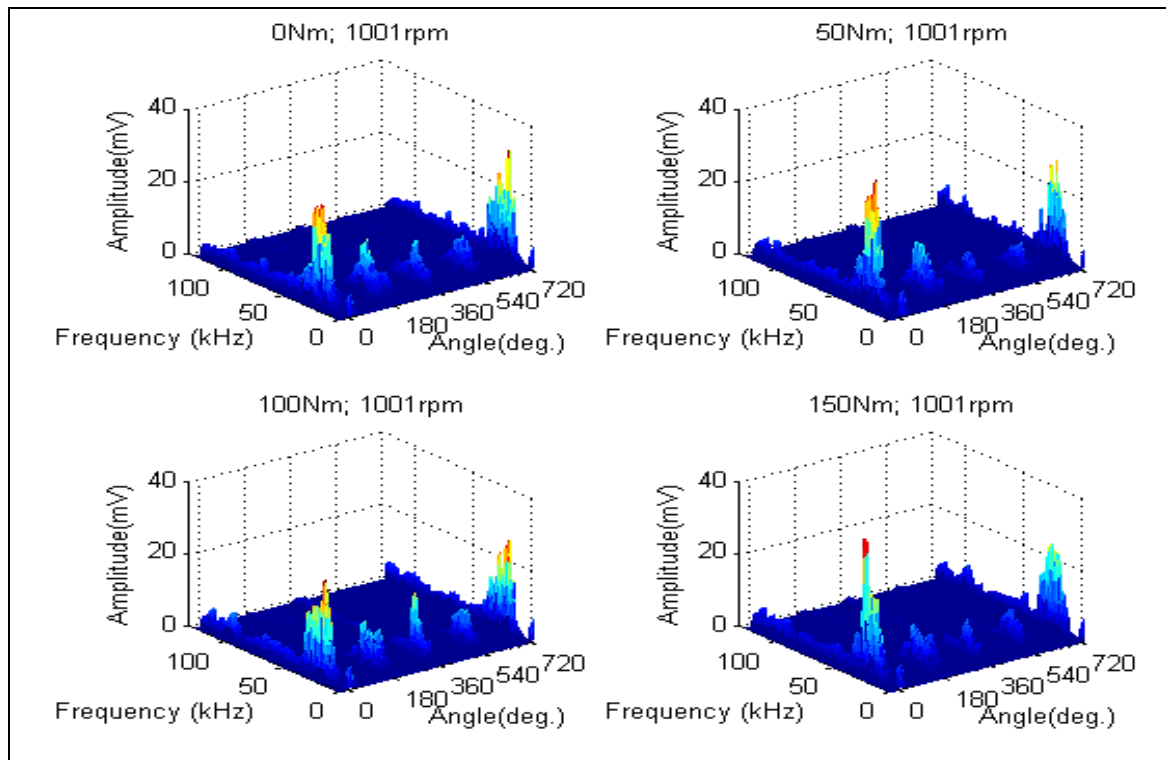 0Nm; 1001rpm
Amplitude(mV)
40
20
0
100
50
0
Frequency (kHz)
0
180
360
540
720
Angle(deg.)
50Nm; 1001rpm
Amplitude(mV)
40
20
0
100
50
0
Frequency (kHz)
0
180
360
540
720
Angle(deg.)
100Nm; 1001rpm
Amplitude(mV)
40
20
0
100
50
0
Frequency (kHz)
0
180
360
540
720
Angle(deg.)
150Nm; 1001rpm
Amplitude(mV)
40
20
0
100
50
0
Frequency (kHz)
0
180
360
540
720
Angle(deg.)